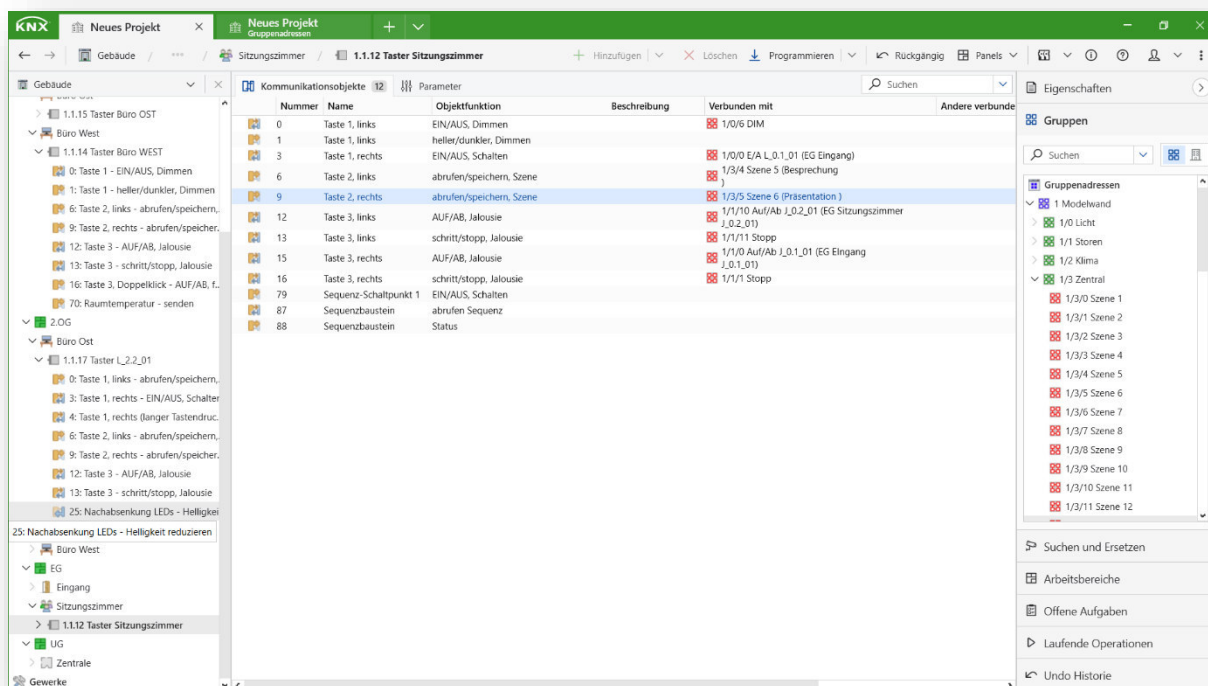 KNX Neues Projekt × Neues Projekt
Gruppenadressen
Gebäude / ... / Sitzungszimmer / 1.1.12 Taster Sitzungszimmer Hinzufügen Löschen Programmieren Rückgängig Panels
Gebäude
1.1.15 Taster Büro OST
Büro West
1.1.14 Taster Büro WEST
0: Taste 1 - EIN/AUS, Dimmen
1: Taste 1 - heller/dunkler, Dimmen
6: Taste 2, links - abrufen/speichern,..
9: Taste 2, rechts - abrufen/speicher..
12: Taste 3 - AUF/AB, Jalousie
13: Taste 3 - schritt/stopp, Jalousie
16: Taste 3, Doppelklick - AUF/AB, f..
70: Raumtemperatur - senden
2.OG
Büro Ost
1.1.17 Taster L_2.2_01
0: Taste 1, links - abrufen/speichern,..
3: Taste 1, rechts - EIN/AUS, Schalten
4: Taste 1, rechts (langer Tastendruc..
6: Taste 2, links - abrufen/speichern,..
9: Taste 2, rechts - abrufen/speicher..
12: Taste 3 - AUF/AB, Jalousie
13: Taste 3 - schritt/stopp, Jalousie
25: Nachabsenkung LEDs - Helligkei
25: Nachabsenkung LEDs - Helligkeit reduzieren
Büro West
EG
Eingang
Sitzungszimmer
1.1.12 Taster Sitzungszimmer
UG
Zentrale
Gewerke
Kommunikationsobjekte 12 Parameter Suchen
Nummer Name Objektfunktion Beschreibung Verbunden mit Andere verbunde
0 Taste 1, links EIN/AUS, Dimmen 1/0/6 DIM
1 Taste 1, links heller/dunkler, Dimmen
3 Taste 1, rechts EIN/AUS, Schalten 1/0/0 E/A L_0.1_01 (EG Eingang)
6 Taste 2, links abrufen/speichern, Szene 1/3/4 Szene 5 (Besprechung
)
9 Taste 2, rechts abrufen/speichern, Szene 1/3/5 Szene 6 (Präsentation )
12 Taste 3, links AUF/AB, Jalousie 1/1/10 Auf/Ab J_0.2_01 (EG Sitzungszimmer
J_0.2_01)
13 Taste 3, links schritt/stopp, Jalousie 1/1/11 Stopp
15 Taste 3, rechts AUF/AB, Jalousie 1/1/0 Auf/Ab J_0.1_01 (EG EIngang
J_0.1_01)
16 Taste 3, rechts schritt/stopp, Jalousie 1/1/1 Stopp
79 Sequenz-Schaltpunkt 1 EIN/AUS, Schalten
87 Sequenzbaustein abrufen Sequenz
88 Sequenzbaustein Status
Eigenschaften
Gruppen
Suchen
Gruppenadressen
1 Modelwand
1/0 Licht
1/1 Storen
1/2 Klima
1/3 Zentral
1/3/0 Szene 1
1/3/1 Szene 2
1/3/2 Szene 3
1/3/3 Szene 4
1/3/4 Szene 5
1/3/5 Szene 6
1/3/6 Szene 7
1/3/7 Szene 8
1/3/8 Szene 9
1/3/9 Szene 10
1/3/10 Szene 11
1/3/11 Szene 12
Suchen und Ersetzen
Arbeitsbereiche
Offene Aufgaben
Laufende Operationen
Undo Historie